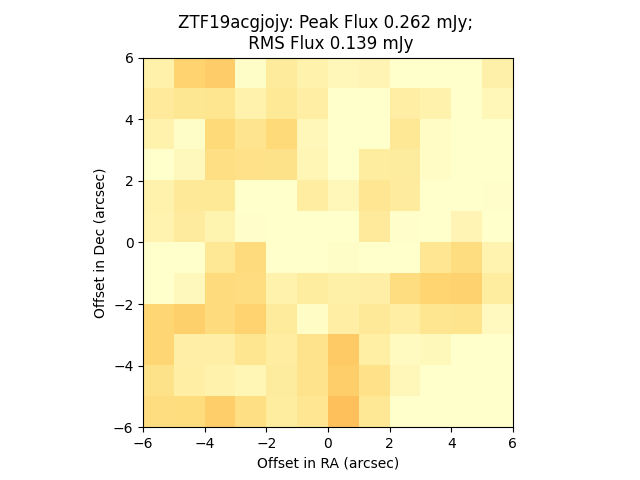 ZTF19acgjojy: Peak Flux 0.262 mJy;
RMS Flux 0.139 mJy
6
4
2
0
−2
−4
−6
Offset in Dec (arcsec)
−6 −4 −2 0 2 4 6
Offset in RA (arcsec)